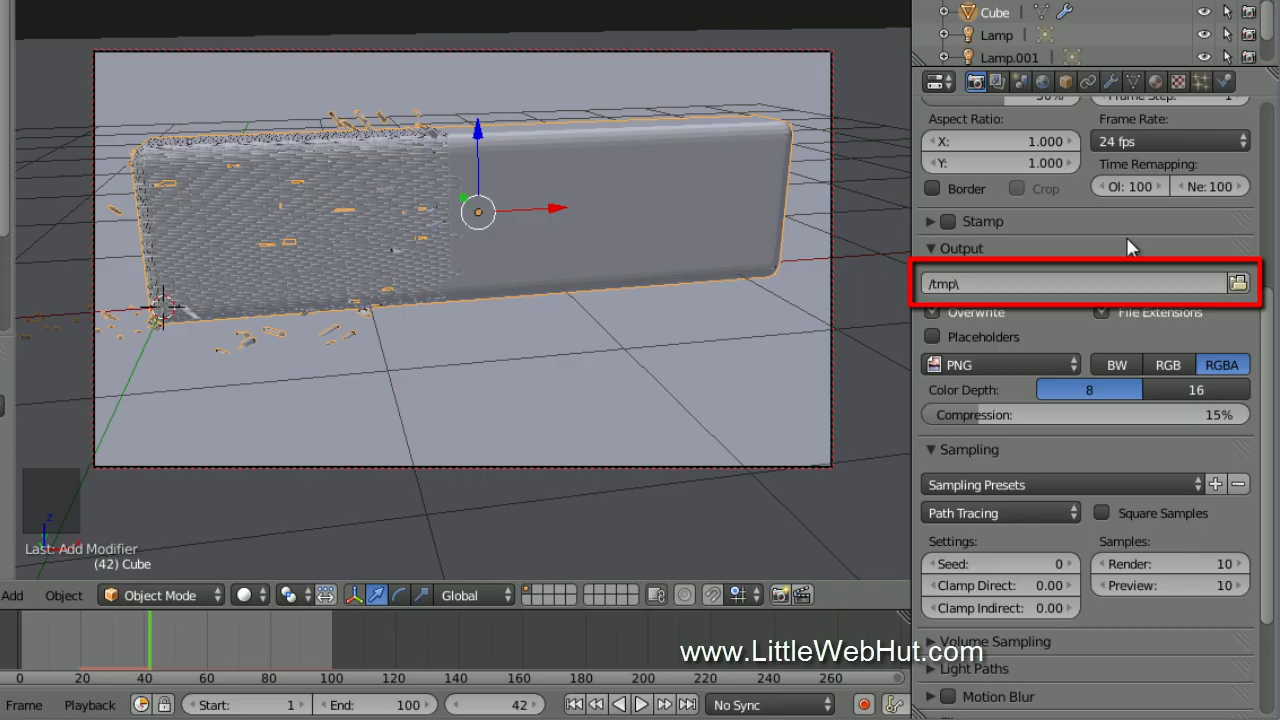 Cube
Lamp
Lamp.001
50% Frame Step: 1
Aspect Ratio: Frame Rate:
X: 1.000 24 fps
Y: 1.000 Time Remapping:
Border Crop Ol: 100 Ne: 100
Stamp
Output
/tmp\
Overwrite File Extensions
Placeholders
PNG BW RGB RGBA
Color Depth: 8 16
Compression: 15%
Sampling
Sampling Presets
Path Tracing Square Samples
Settings: Samples:
Seed: 0 Render: 10
Clamp Direct: 0.00 Preview: 10
Clamp Indirect: 0.00
Volume Sampling
Light Paths
Motion Blur
z
Last: Add Modifier
(42) Cube
Add Object Object Mode Global
www.LittleWebHut.com
0 20 40 60 80 100 120 140 160 180 200 220 240 260
Frame Playback Start: 1 End: 100 42 No Sync